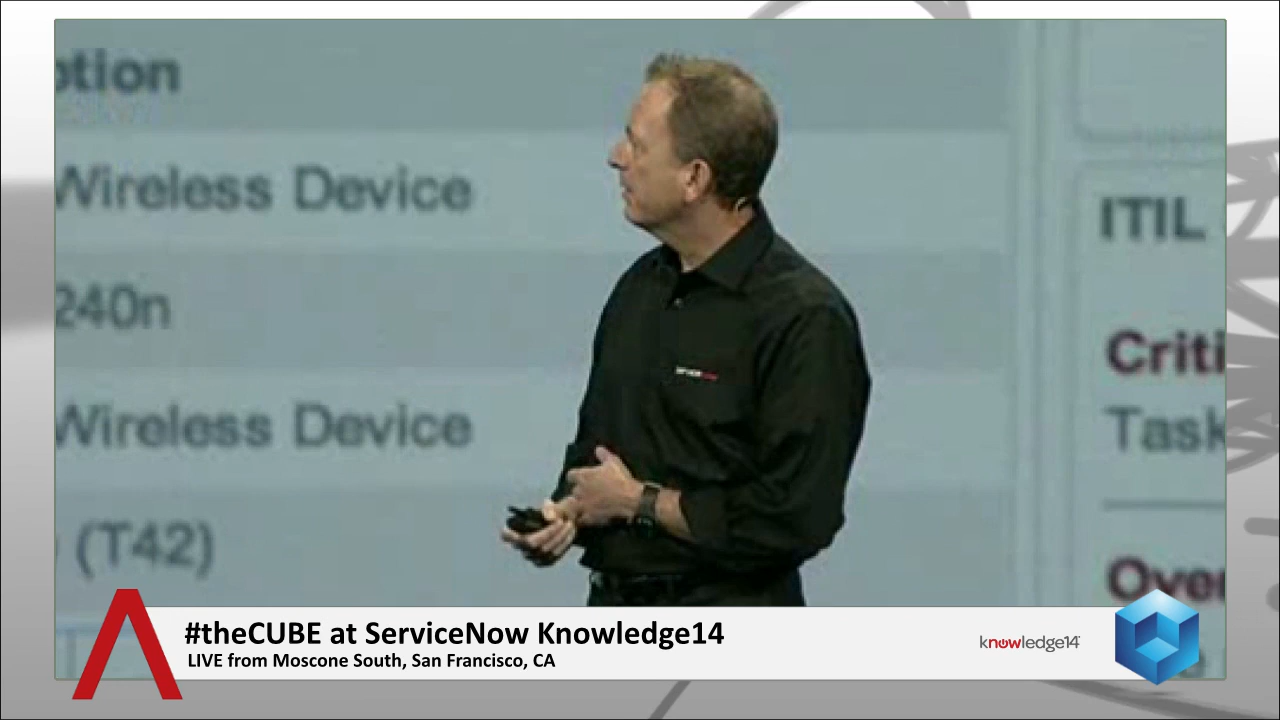 ption
Wireless Device
240n
Wireless Device
(T42)
ITIL
Criti
Task
Over
#theCUBE at ServiceNow Knowledge14
LIVE from Moscone South, San Francisco, CA
knowledge14